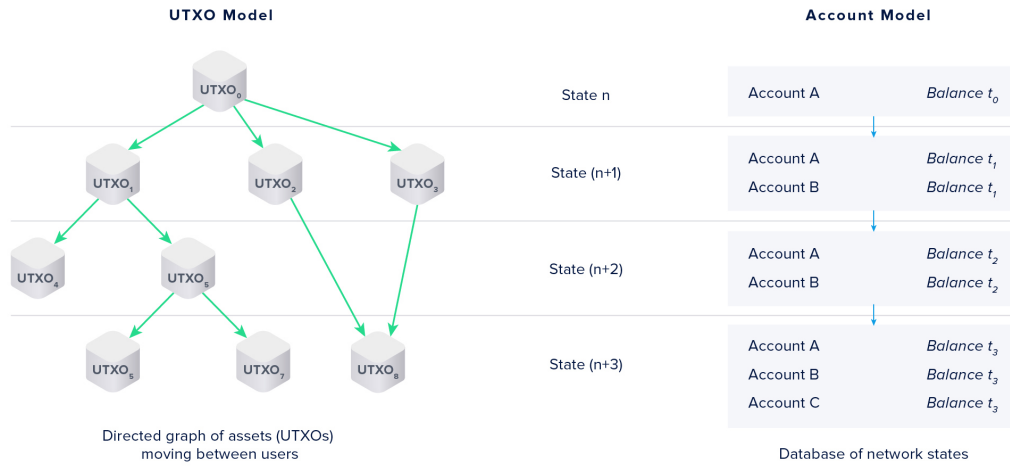 UTXO Model
Account Model
UTXO₀
State n
Account A Balance t₀
UTXO₁ UTXO₂ UTXO₃
State (n+1)
Account A Balance t₁
Account B Balance t₁
UTXO₄ UTXO₅
State (n+2)
Account A Balance t₂
Account B Balance t₂
UTXO₅ UTXO₇ UTXO₈
State (n+3)
Account A Balance t₃
Account B Balance t₃
Account C Balance t₃
Directed graph of assets (UTXOs)
moving between users
Database of network states